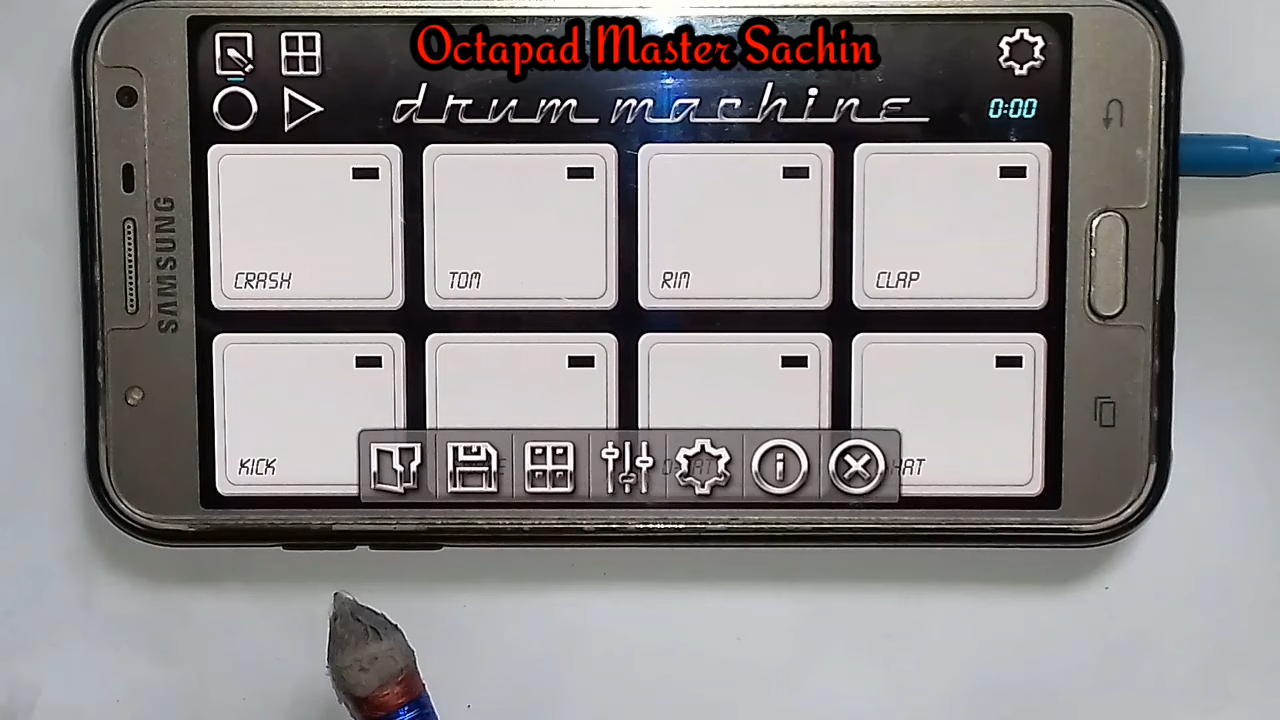 Octapad Master Sachin
drum machine
0:00
SAMSUNG
CRASH
TOM
RIM
CLAP
KICK